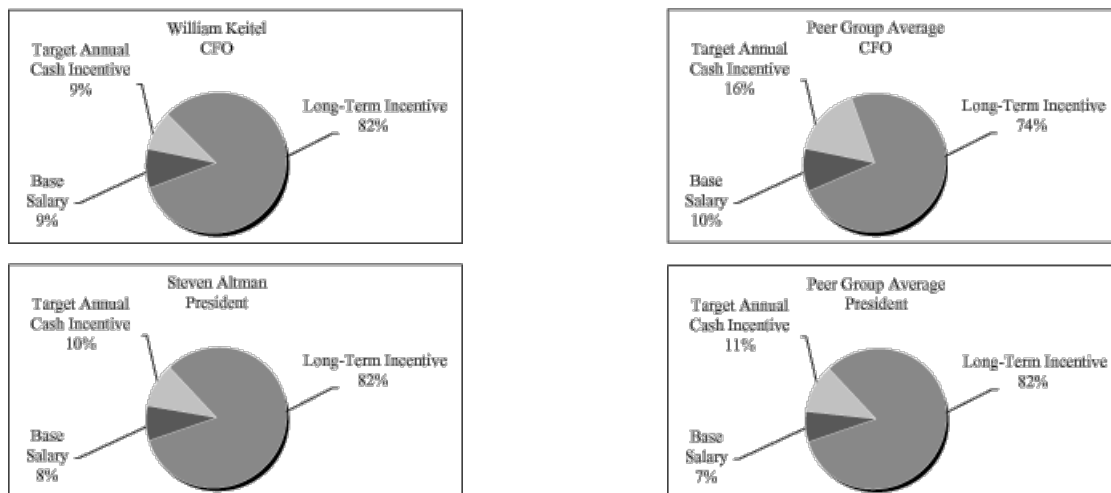 William Keitel
CFO
Target Annual
Cash Incentive
9%
Long-Term Incentive
82%
Base
Salary
9%
Peer Group Average
CFO
Target Annual
Cash Incentive
16%
Long-Term Incentive
74%
Base
Salary
10%
Steven Altman
President
Target Annual
Cash Incentive
10%
Long-Term Incentive
82%
Base
Salary
8%
Peer Group Average
President
Target Annual
Cash Incentive
11%
Long-Term Incentive
82%
Base
Salary
7%